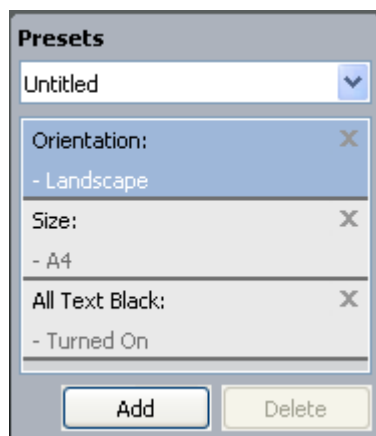 Presets
Untitled
Orientation:
- Landscape
Size:
- A4
All Text Black:
- Turned On
Add Delete